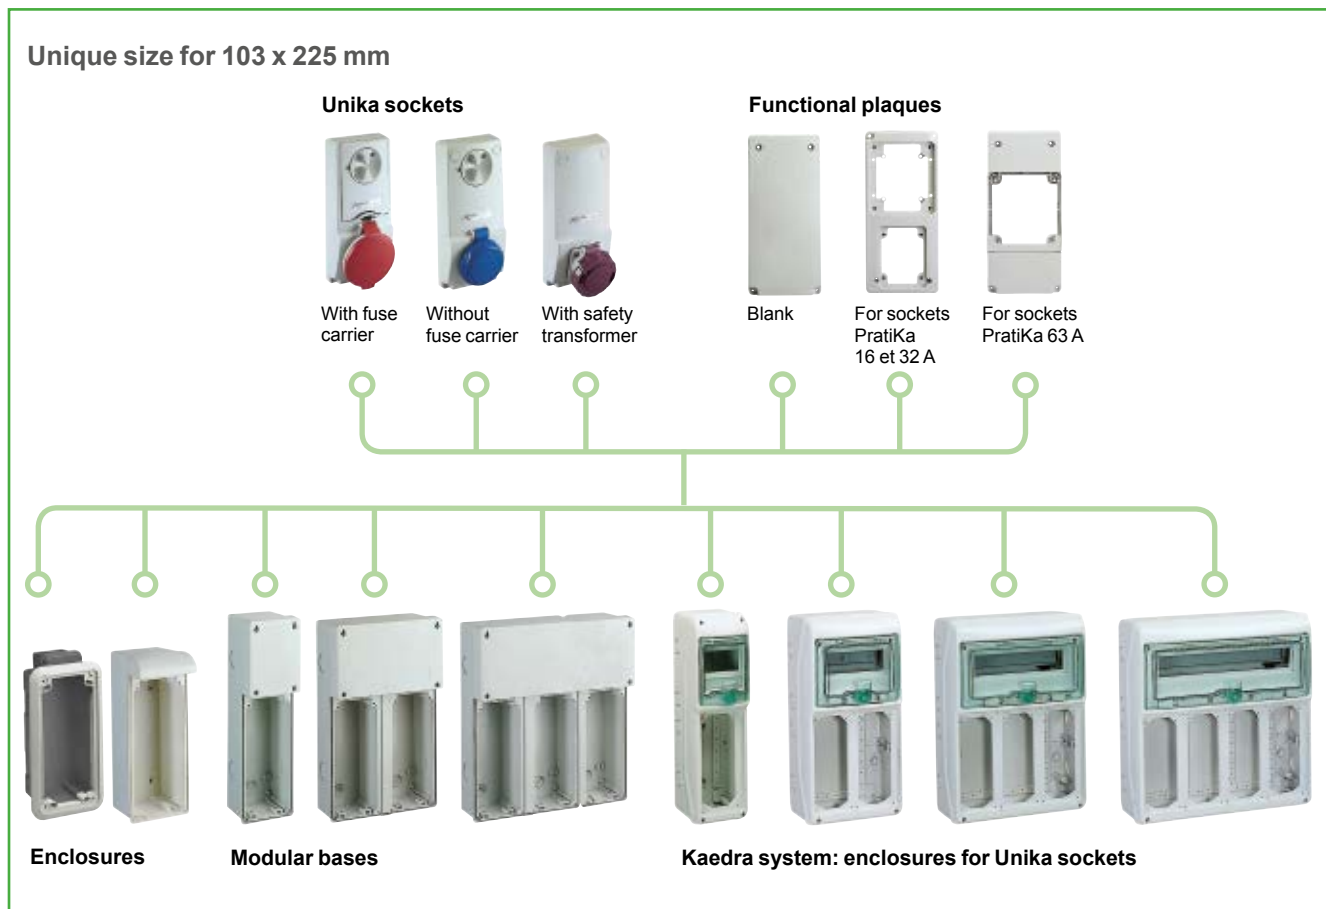 Unique size for 103 x 225 mm
Unika sockets
Functional plaques
With fuse
carrier
Without
fuse carrier
With safety
transformer
Blank
For sockets
PratiKa
16 et 32 A
For sockets
PratiKa 63 A
Enclosures
Modular bases
Kaedra system: enclosures for Unika sockets